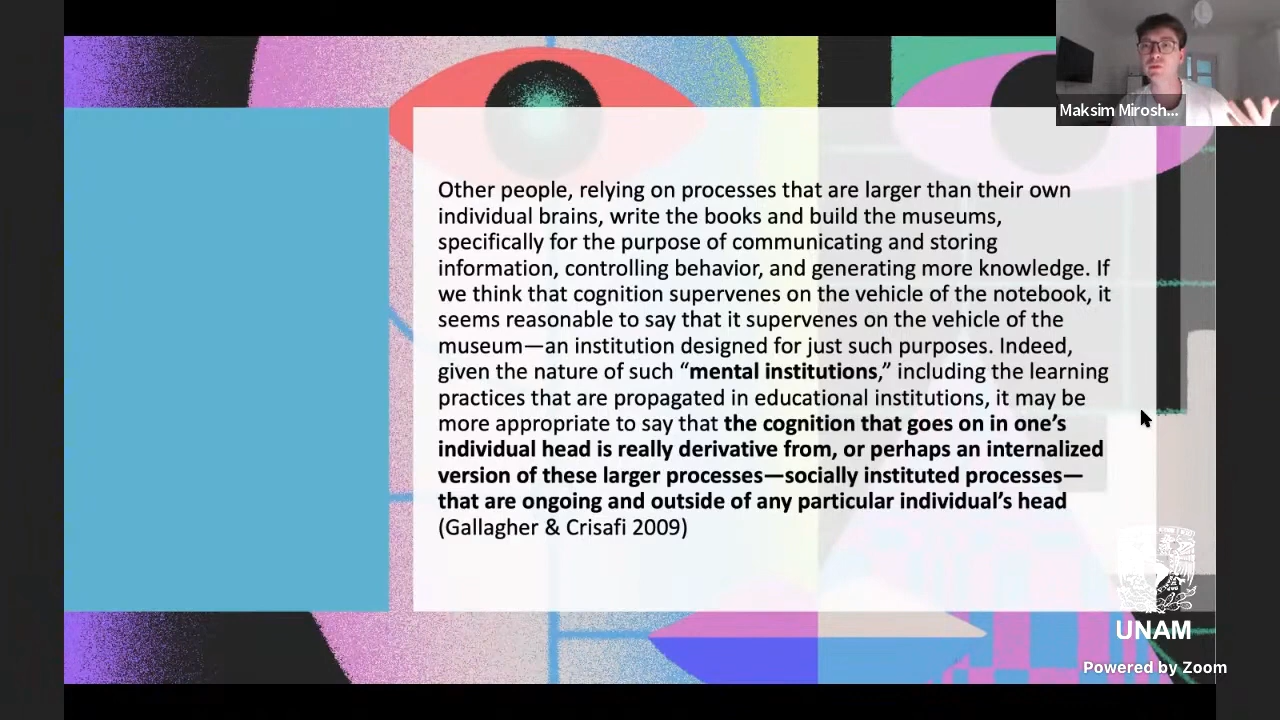 Maksim Mirosh...
Other people, relying on processes that are larger than their own
individual brains, write the books and build the museums,
specifically for the purpose of communicating and storing
information, controlling behavior, and generating more knowledge. If
we think that cognition supervenes on the vehicle of the notebook, it
seems reasonable to say that it supervenes on the vehicle of the
museum—an institution designed for just such purposes. Indeed,
given the nature of such “mental institutions,” including the learning
practices that are propagated in educational institutions, it may be
more appropriate to say that the cognition that goes on in one’s
individual head is really derivative from, or perhaps an internalized
version of these larger processes—socially instituted processes—
that are ongoing and outside of any particular individual’s head
(Gallagher & Crisafi 2009)
UNAM
Powered by Zoom